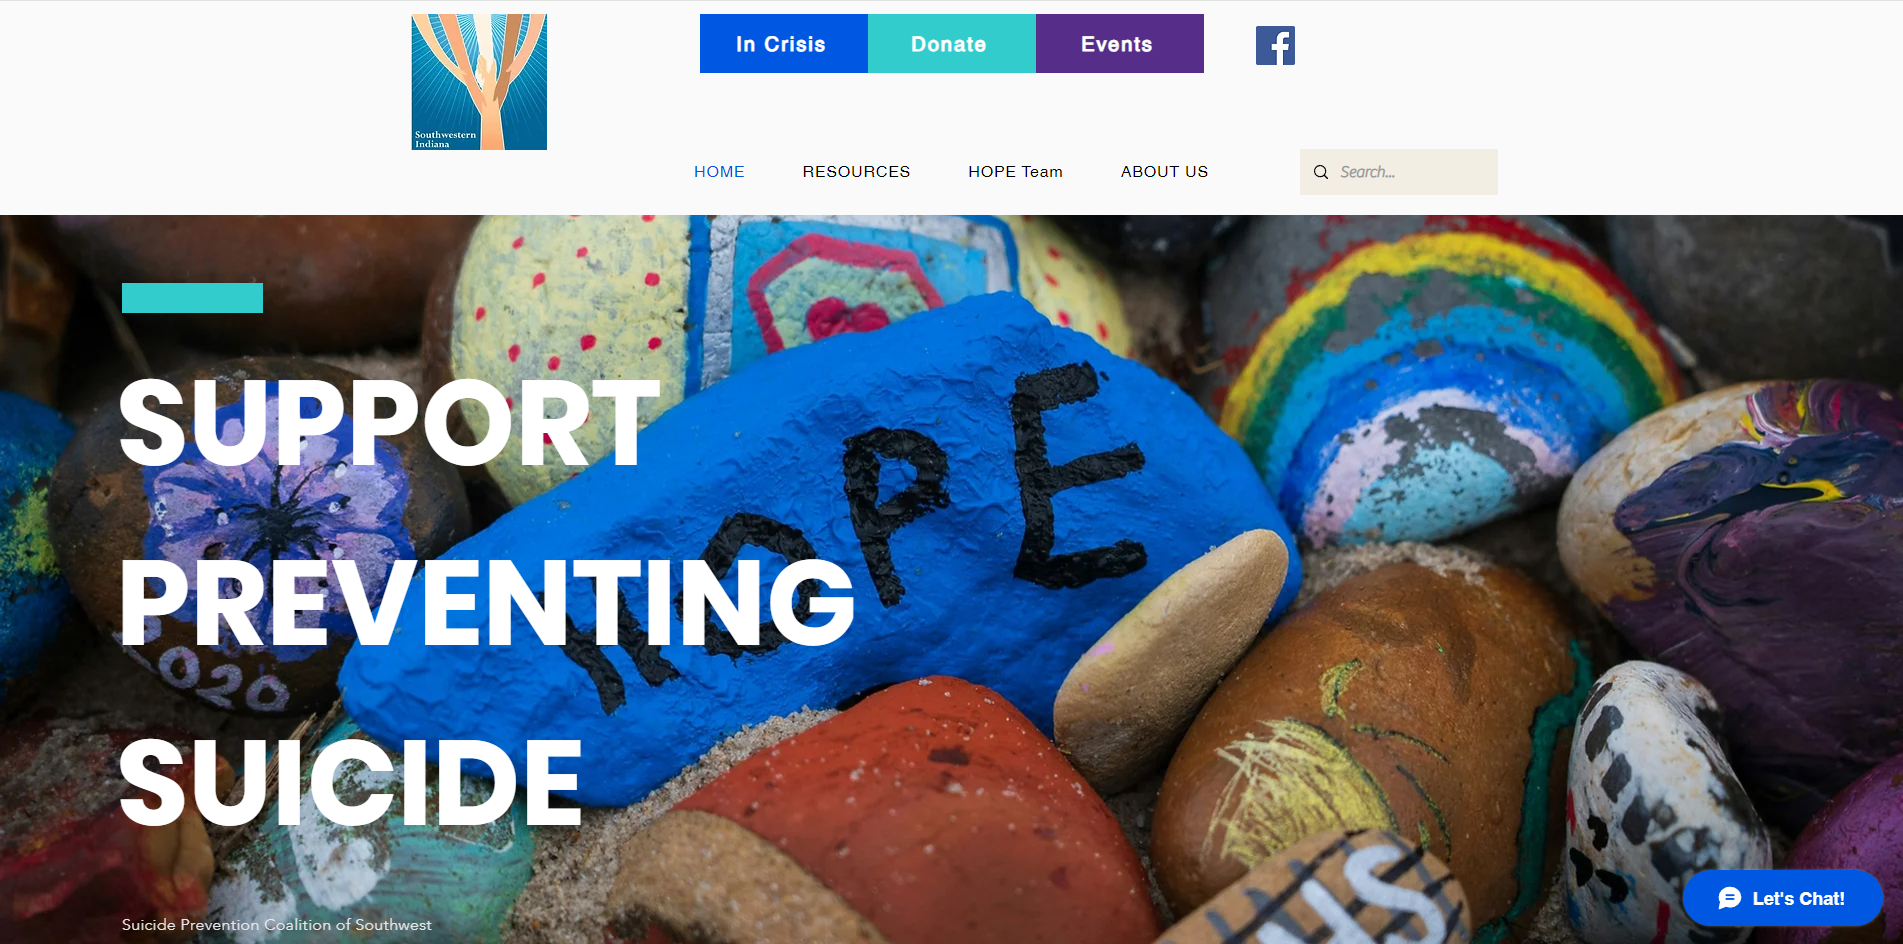 Southwestern
Indiana
In Crisis
Donate
Events
HOME
RESOURCES
HOPE Team
ABOUT US
Search...
SUPPORT
PREVENTING
SUICIDE
HOPE
2020
Suicide Prevention Coalition of Southwest
Let's Chat!